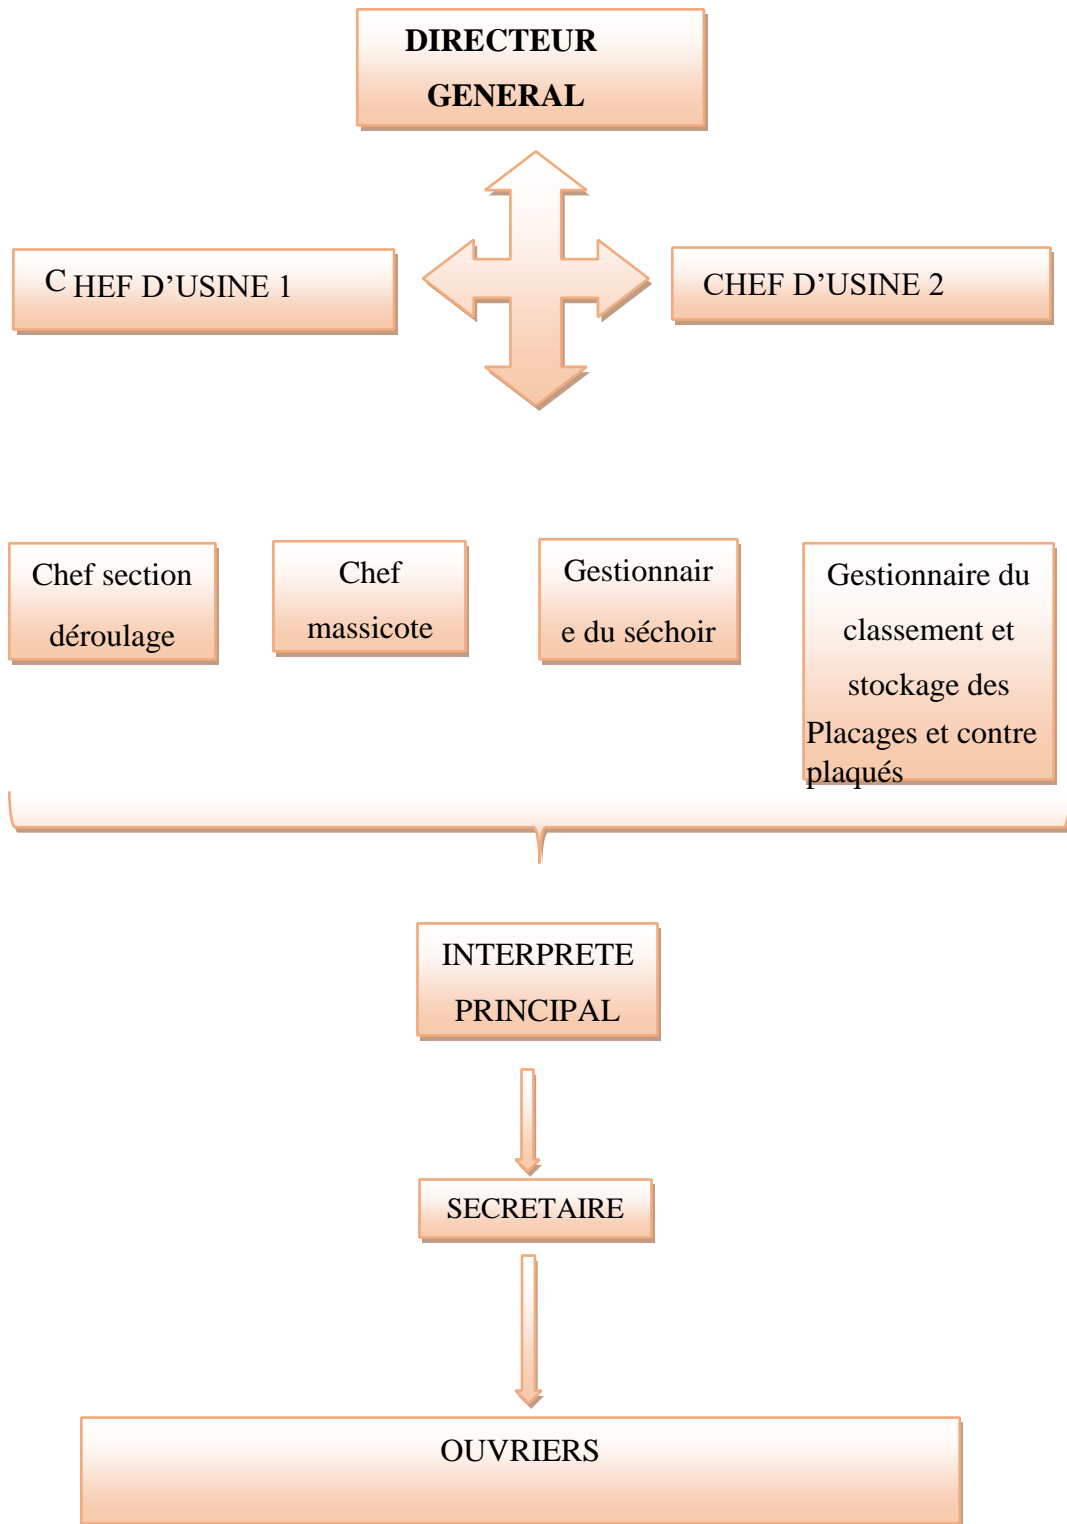 DIRECTEUR
GENERAL
C HEF D’USINE 1
CHEF D’USINE 2
Chef section
déroulage
Chef
massicote
Gestionnair
e du séchoir
Gestionnaire du
classement et
stockage des
Placages et contre
plaqués
INTERPRETE
PRINCIPAL
SECRETAIRE
OUVRIERS